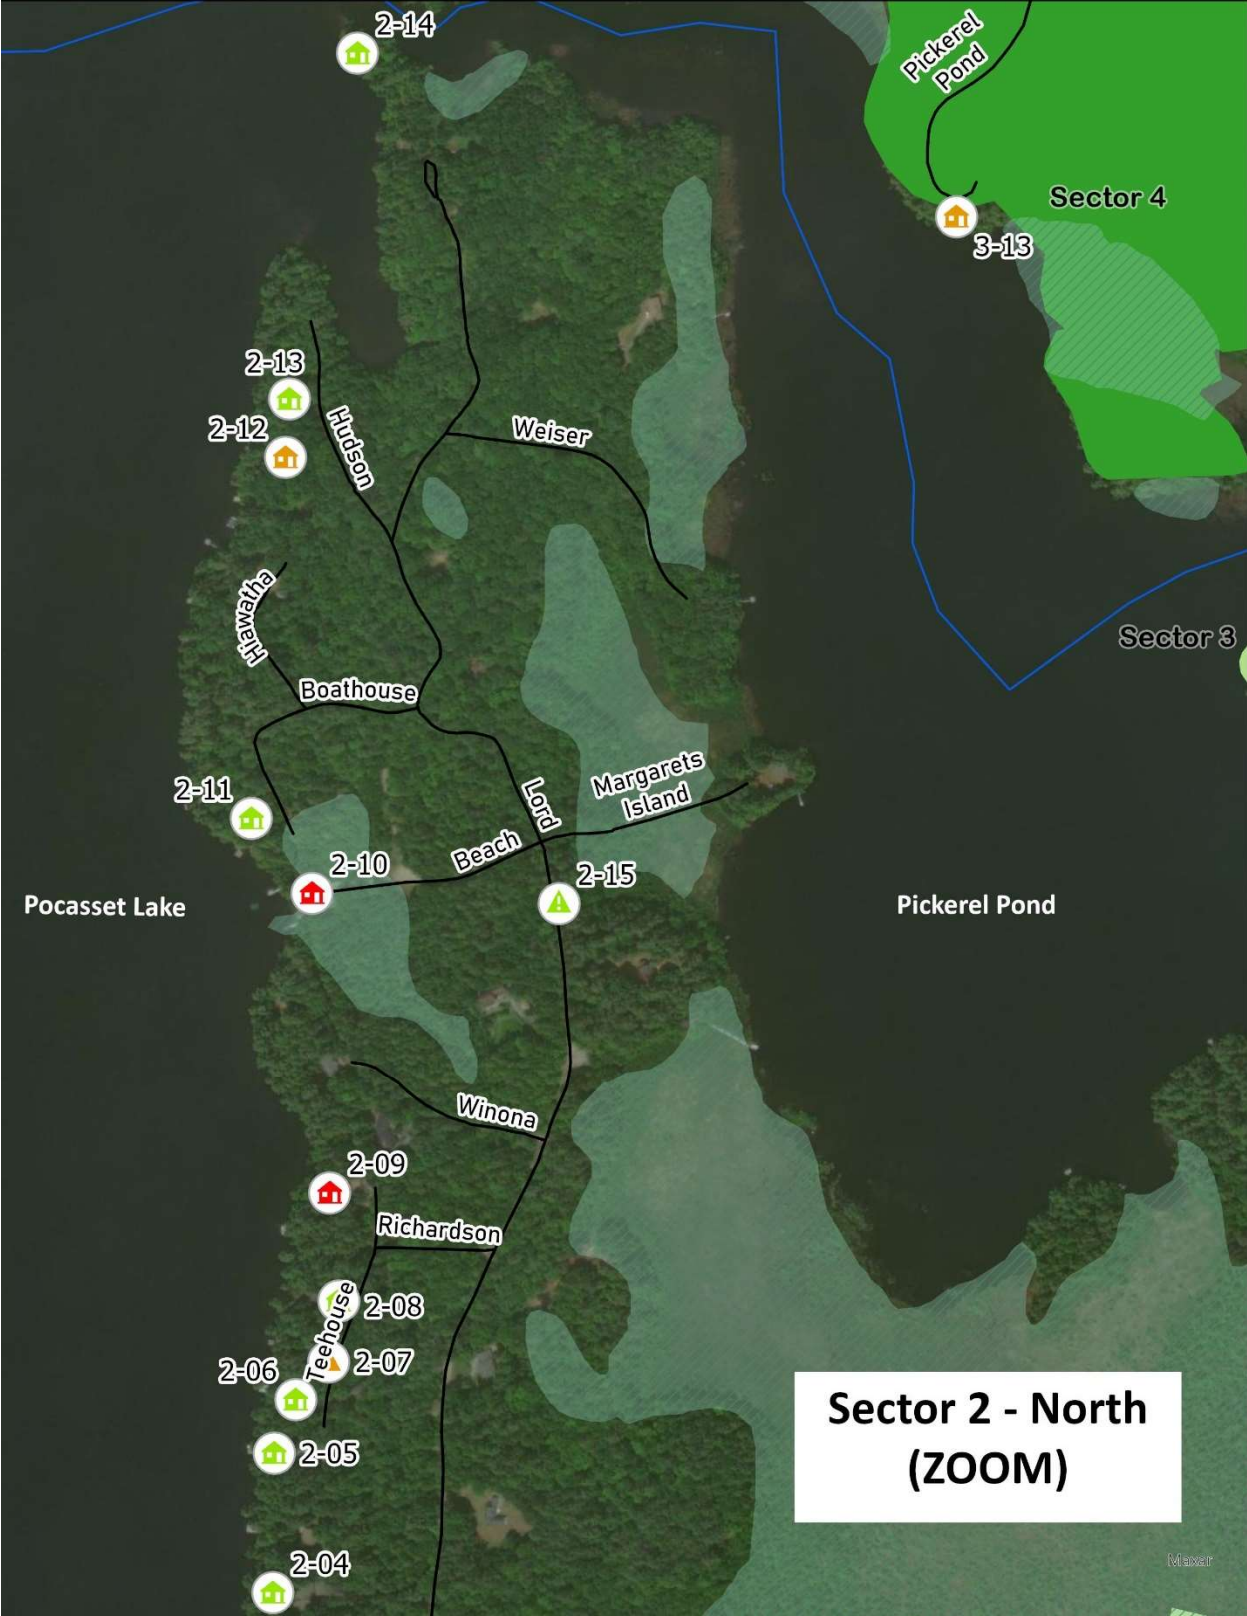 2-14
Pickerel
Pond
Sector 4
3-13
2-13
2-12
Hudson
Weiser
Hiawatha
Sector 3
Boathouse
2-11
Lord
Margarets
Island
Beach
2-10
2-15
Pocasset Lake
Pickerel Pond
Winona
2-09
Richardson
2-08
Teehouse
2-07
2-06
2-05
Sector 2 - North
(ZOOM)
2-04
Maxar